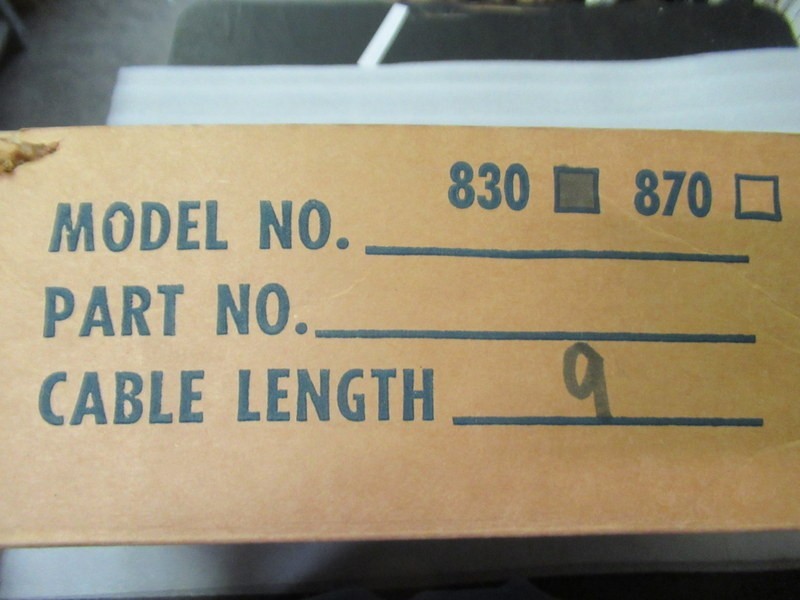 830 870
MODEL NO.
PART NO.
CABLE LENGTH 9